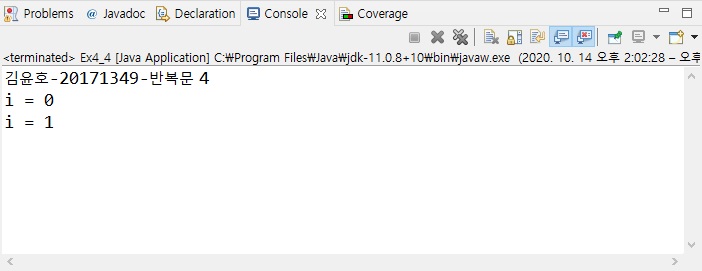 Problems @ Javadoc Declaration Console Coverage
<terminated> Ex4_4 [Java Application] C:₩Program Files₩Java₩jdk-11.0.8+10₩bin₩javaw.exe (2020. 10. 14 오후 2:02:28 – 오후
김윤호-20171349-반복문 4
i = 0
i = 1